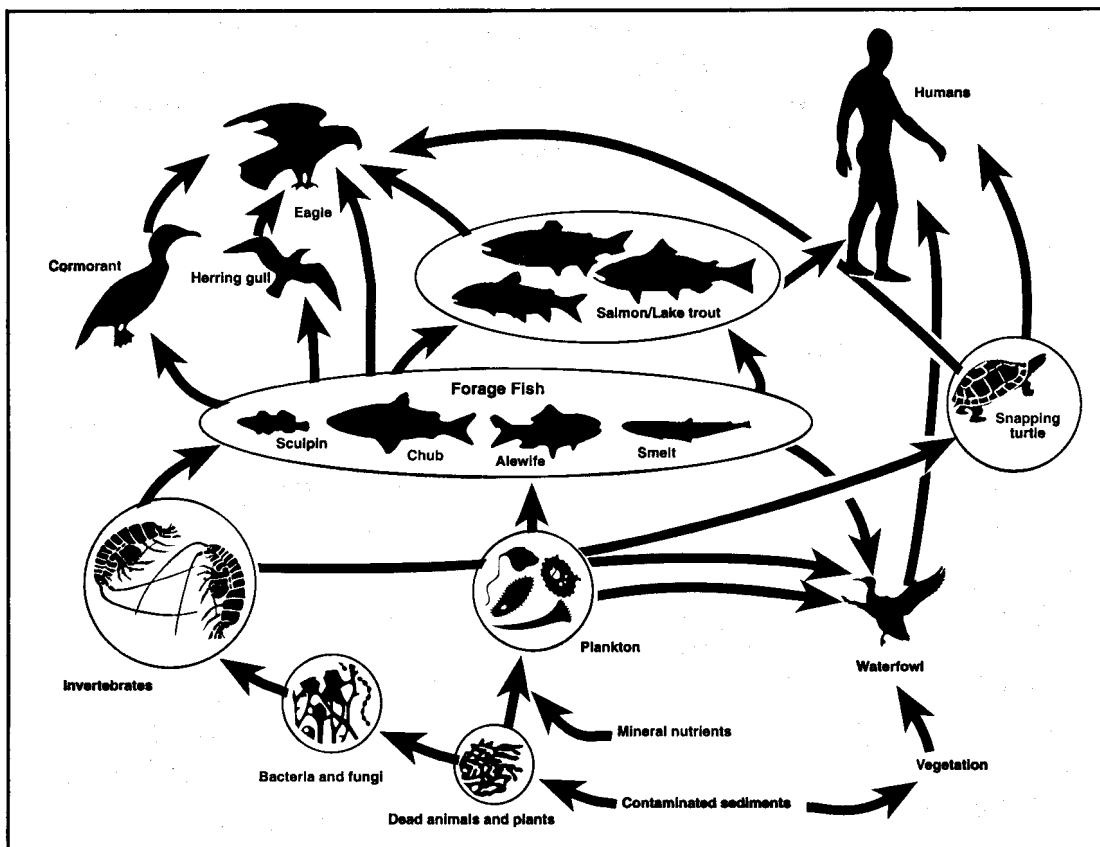 Humans
Eagle
Cormorant
Herring gull
Salmon/Lake trout
Forage Fish
Sculpin
Chub
Alewife
Smelt
Snapping
turtle
Plankton
Waterfowl
Invertebrates
Mineral nutrients
Bacteria and fungi
Vegetation
Contaminated sediments
Dead animals and plants